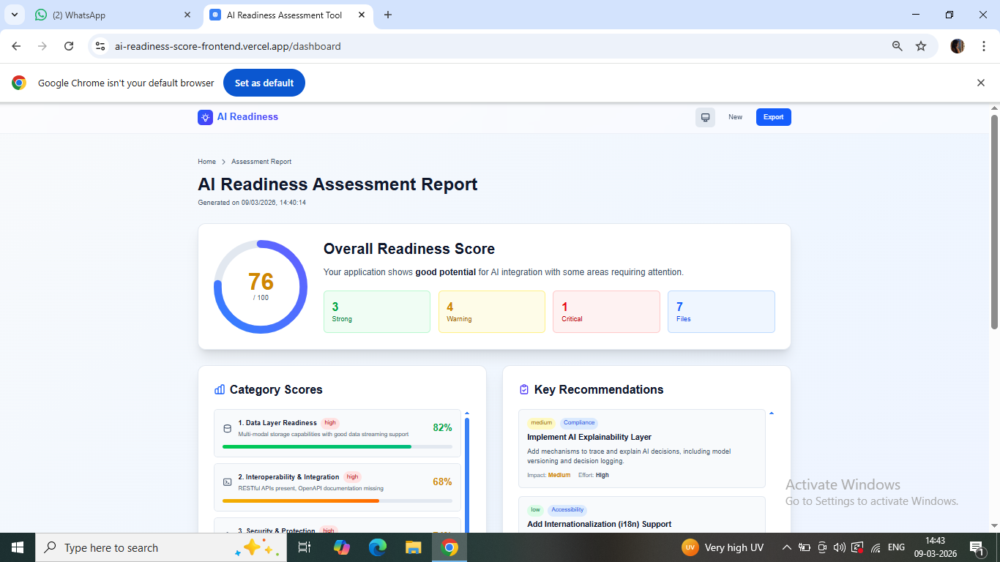 (2) WhatsApp
AI Readiness Assessment Tool
ai-readiness-score-frontend.vercel.app/dashboard
Google Chrome isn't your default browser
Set as default
AI Readiness
New
Export
Home
Assessment Report
AI Readiness Assessment Report
Generated on 09/03/2026, 14:40:14
76
/ 100
Overall Readiness Score
Your application shows good potential for AI integration with some areas requiring attention.
3
Strong
4
Warning
1
Critical
7
Files
Category Scores
1. Data Layer Readiness high
Multi-modal storage capabilities with good data streaming support
82%
2. Interoperability & Integration high
RESTful APIs present, OpenAPI documentation missing
68%
3. Security & Protection high
Key Recommendations
medium Compliance
Implement AI Explainability Layer
Add mechanisms to trace and explain AI decisions, including model
versioning and decision logging.
Impact: Medium Effort: High
low Accessibility
Add Internationalization (i18n) Support
Activate Windows
Go to Settings to activate Windows.
Type here to search
UV
Very high UV
ENG
14:43
09-03-2026
1